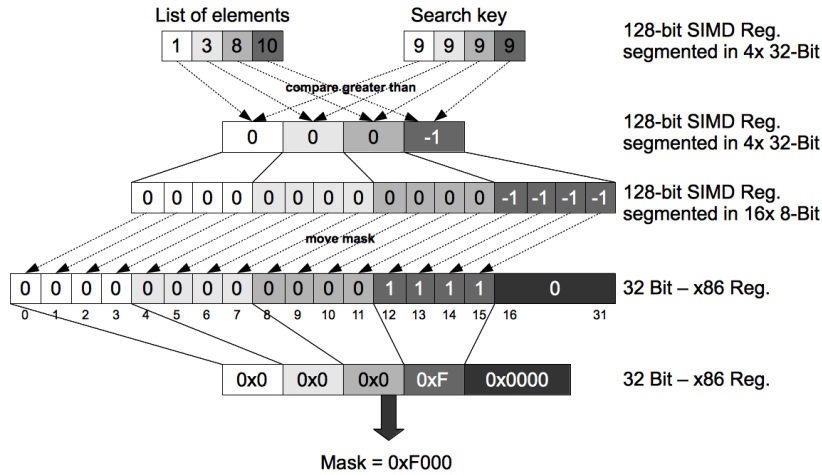 List of elements Search key
128-bit SIMD Reg.
segmented in 4x 32-Bit
1 3 8 10 9 9 9 9
compare greater than
0 0 0 -1
128-bit SIMD Reg.
segmented in 4x 32-Bit
0 0 0 0 0 0 0 0 0 0 0 0 -1 -1 -1 -1
128-bit SIMD Reg.
segmented in 16x 8-Bit
move mask
0 0 0 0 0 0 0 0 0 0 0 0 1 1 1 1 0
32 Bit – x86 Reg.
0 1 2 3 4 5 6 7 8 9 10 11 12 13 14 15 16 31
0x0 0x0 0x0 0xF 0x0000
32 Bit – x86 Reg.
Mask = 0xF000